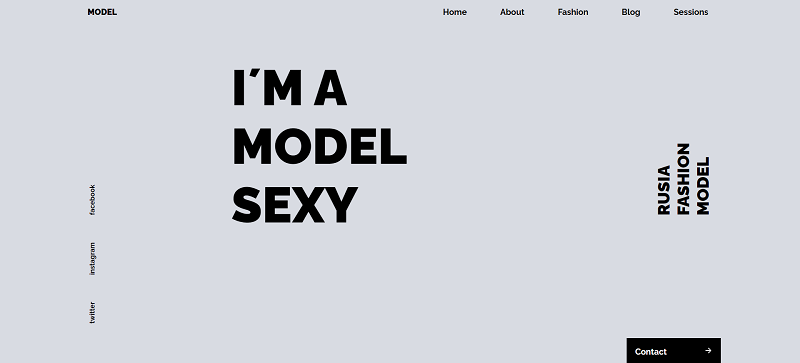 MODEL
Home About Fashion Blog Sessions
I´M A
MODEL
SEXY
RUSIA
FASHION
MODEL
facebook
instagram
twitter
Contact →